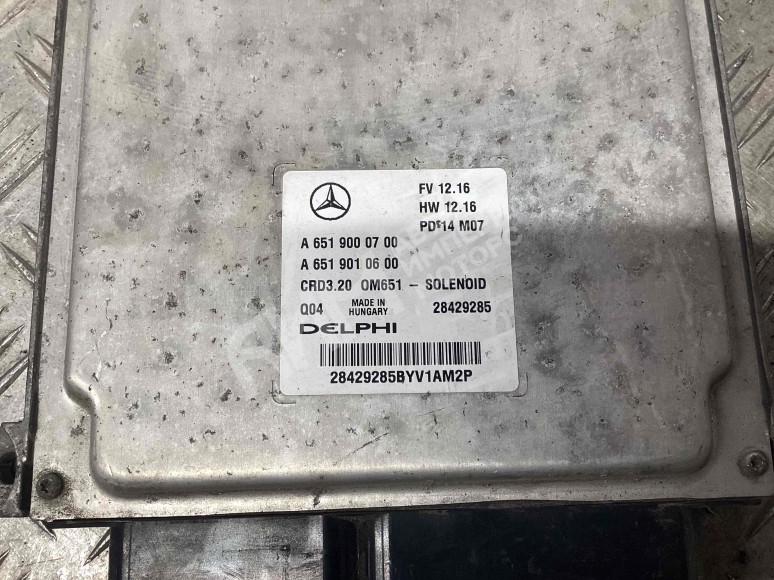 FV 12.16
HW 12.16
PD 14 M07
A 651 900 07 00
A 651 901 06 00
CRD3.20 OM651 – SOLENOID
Q04 MADE IN HUNGARY 28429285
DELPHI
28429285BYV1AM2P